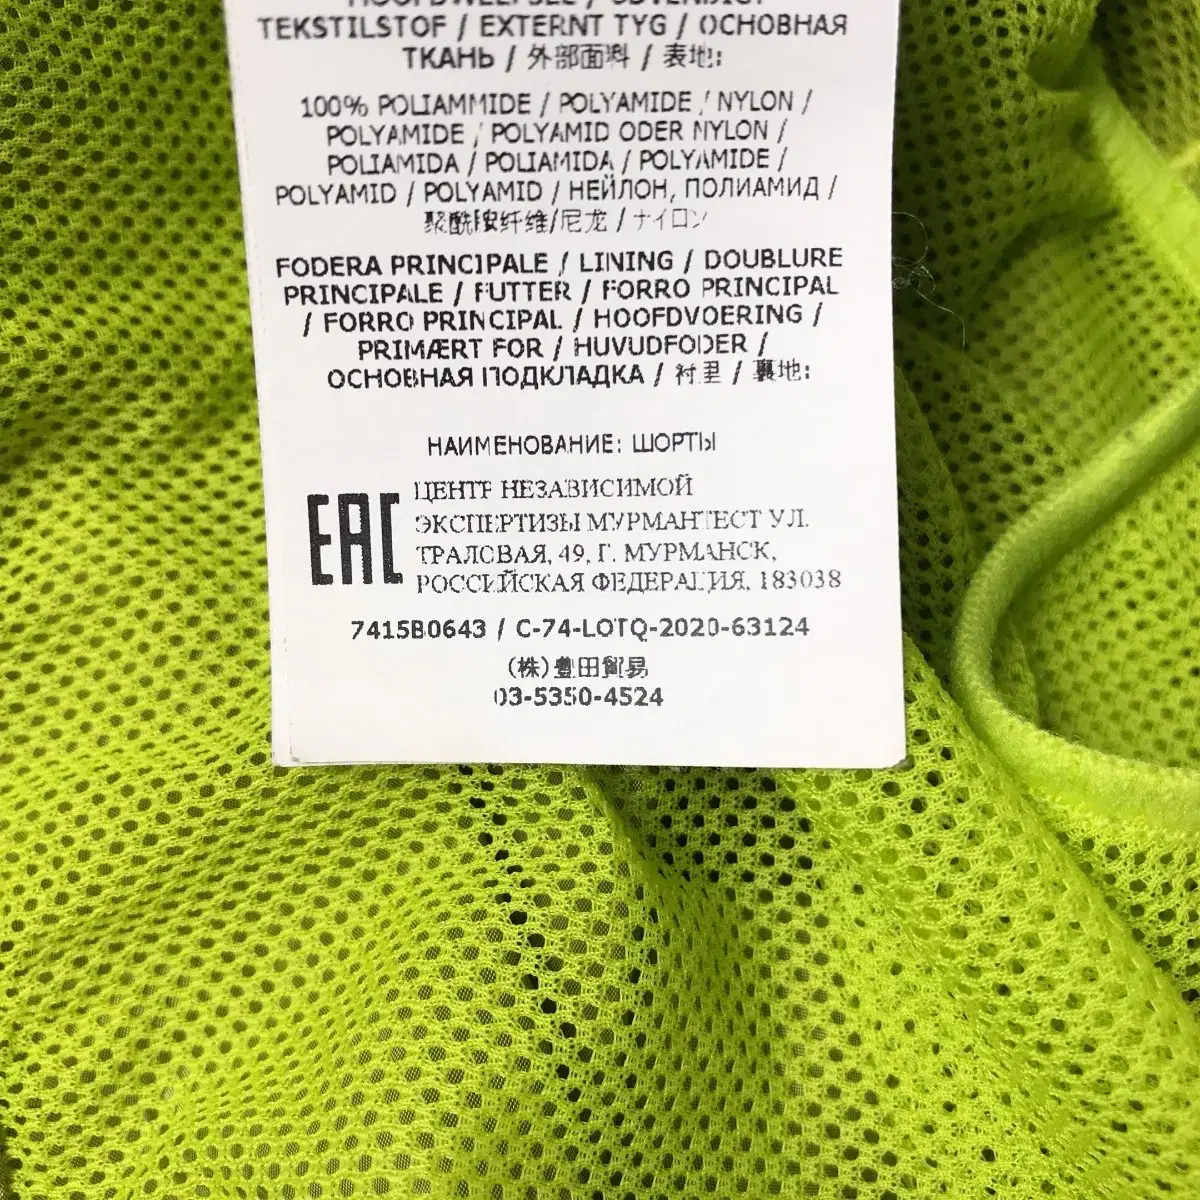 TEKSTILSTOF / EXTERNT TYG / ОСНОВНАЯ
ТКАНЬ / 外部面料 / 表地:
100% POLIAMMIDE / POLYAMIDE / NYLON /
POLYAMIDE / POLYAMID ODER NYLON /
POLIAMIDA / POLIAMIDA / POLYAMIDE /
POLYAMID / POLYAMID / НЕЙЛОН, ПОЛИАМИД /
聚酰胺纤维/尼龙 / ナイロン
FODERA PRINCIPALE / LINING / DOUBLURE
PRINCIPALE / FUTTER / FORRO PRINCIPAL
/ FORRO PRINCIPAL / HOOFDVOERING /
PRIMÆRT FOR / HUVUDFODER /
ОСНОВНАЯ ПОДКЛАДКА / 衬里 / 裏地:
НАИМЕНОВАНИЕ: ШОРТЫ
EAC
ЦЕНТР НЕЗАВИСИМОЙ
ЭКСПЕРТИЗЫ МУРМАНТЕСТ УЛ.
ТРАЛОВАЯ, 49, Г. МУРМАНСК,
РОССИЙСКАЯ ФЕДЕРАЦИЯ, 183038
7415B0643 / C-74-LOTQ-2020-63124
(株)豊田貿易
03-5350-4524